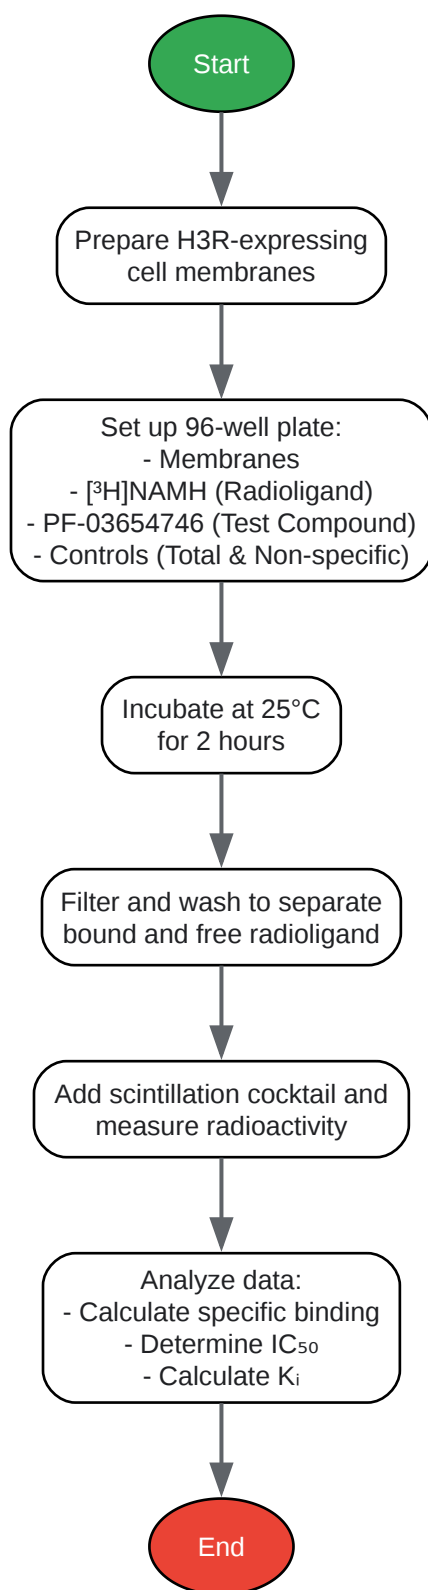 Start
Prepare H3R-expressing
cell membranes
Set up 96-well plate:
- Membranes
- [³H]NAMH (Radioligand)
- PF-03654746 (Test Compound)
- Controls (Total & Non-specific)
Incubate at 25°C
for 2 hours
Filter and wash to separate
bound and free radioligand
Add scintillation cocktail and
measure radioactivity
Analyze data:
- Calculate specific binding
- Determine IC₅₀
- Calculate Kᵢ
End